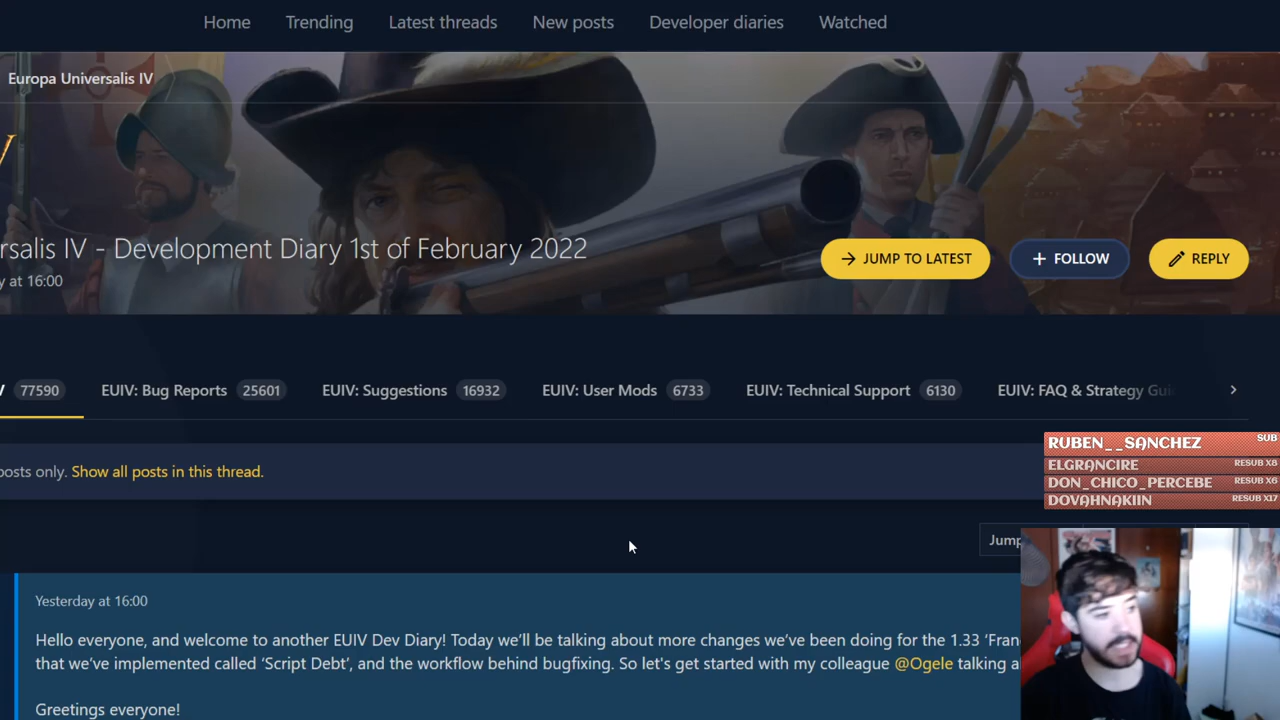 Home Trending Latest threads New posts Developer diaries Watched
Europa Universalis IV
rsalis IV - Development Diary 1st of February 2022
y at 16:00
JUMP TO LATEST
FOLLOW
REPLY
77590 EUIV: Bug Reports 25601 EUIV: Suggestions 16932 EUIV: User Mods 6733 EUIV: Technical Support 6130 EUIV: FAQ & Strategy Gui
posts only. Show all posts in this thread.
RUBEN__SANCHEZ SUB
ELGRANCIRE RESUB X8
DON_CHICO_PERCEBE RESUB X6
DOVAHNAKIIN RESUB X17
Jump
Yesterday at 16:00
Hello everyone, and welcome to another EUIV Dev Diary! Today we'll be talking about more changes we've been doing for the 1.33 'Fran
that we've implemented called 'Script Debt', and the workflow behind bugfixing. So let's get started with my colleague @Ogele talking a
Greetings everyone!